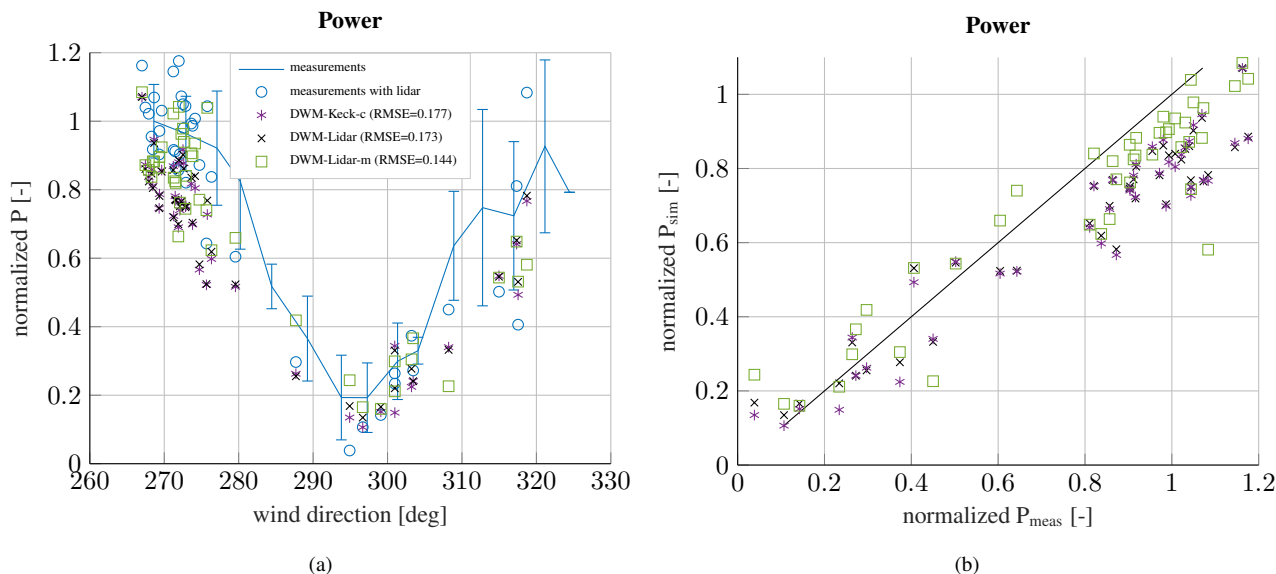 Power
1.2
1
0.8
0.6
0.4
0.2
0
normalized P [-]
measurements
measurements with lidar
DWM-Keck-c (RMSE=0.177)
DWM-Lidar (RMSE=0.173)
DWM-Lidar-m (RMSE=0.144)
260 270 280 290 300 310 320 330
wind direction [deg]
(a)
Power
1
0.8
0.6
0.4
0.2
0
normalized Psim [-]
0 0.2 0.4 0.6 0.8 1 1.2
normalized Pmeas [-]
(b)